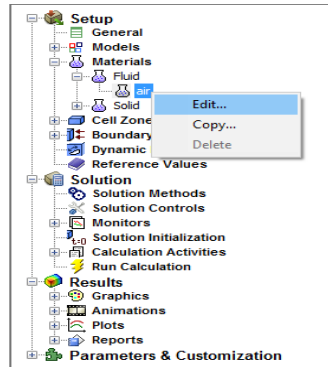 Setup
General
Models
Materials
Fluid
air
Edit...
Solid
Copy...
Cell Zone
Boundary
Delete
Dynamic
Reference Values
Solution
Solution Methods
Solution Controls
Monitors
t=0 Solution Initialization
Calculation Activities
Run Calculation
Results
Graphics
Animations
Plots
Reports
Parameters & Customization